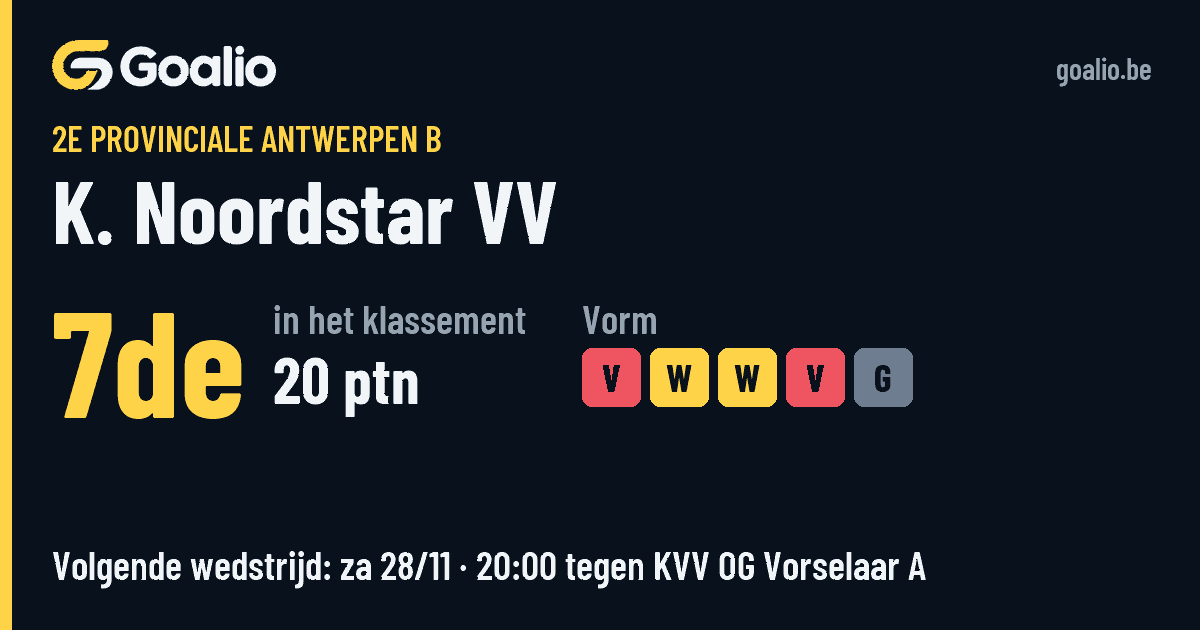 Goalio
goalio.be
2E PROVINCIALE ANTWERPEN B
K. Noordstar VV
7de
in het klassement
20 ptn
Vorm
V W W V G
Volgende wedstrijd: za 28/11 · 20:00 tegen KVV OG Vorselaar A